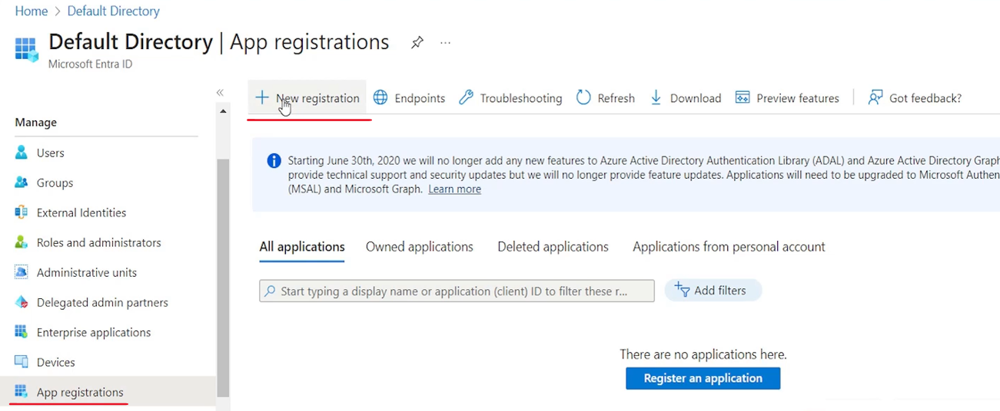 Home > Default Directory
Default Directory | App registrations
Microsoft Entra ID
Manage
Users
Groups
External Identities
Roles and administrators
Administrative units
Delegated admin partners
Enterprise applications
Devices
App registrations
New registration Endpoints Troubleshooting Refresh Download Preview features Got feedback?
Starting June 30th, 2020 we will no longer add any new features to Azure Active Directory Authentication Library (ADAL) and Azure Active Directory Graph
provide technical support and security updates but we will no longer provide feature updates. Applications will need to be upgraded to Microsoft Authen
(MSAL) and Microsoft Graph. Learn more
All applications Owned applications Deleted applications Applications from personal account
Start typing a display name or application (client) ID to filter these r... Add filters
There are no applications here.
Register an application